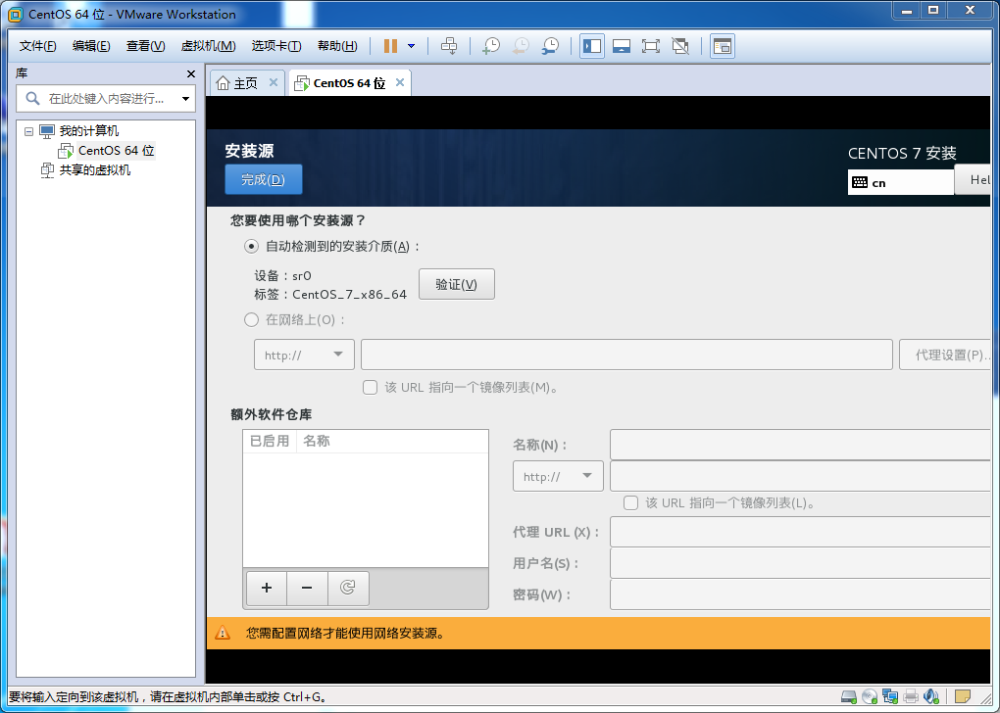 CentOS 64 位 - VMware Workstation
文件(F) 编辑(E) 查看(V) 虚拟机(M) 选项卡(T) 帮助(H)
库
在此处键入内容进行...
我的计算机
CentOS 64 位
共享的虚拟机
主页
CentOS 64 位
安装源
完成(D)
CENTOS 7 安装
cn
Hel
您要使用哪个安装源？
自动检测到的安装介质(A)：
设备：sr0
标签：CentOS_7_x86_64
验证(V)
在网络上(O)：
http://
代理设置(P)..
该 URL 指向一个镜像列表(M)。
额外软件仓库
已启用 名称
名称(N)：
http://
该 URL 指向一个镜像列表(L)。
代理 URL (X)：
用户名(S)：
密码(W)：
您需配置网络才能使用网络安装源。
要将输入定向到该虚拟机，请在虚拟机内部单击或按 Ctrl+G。